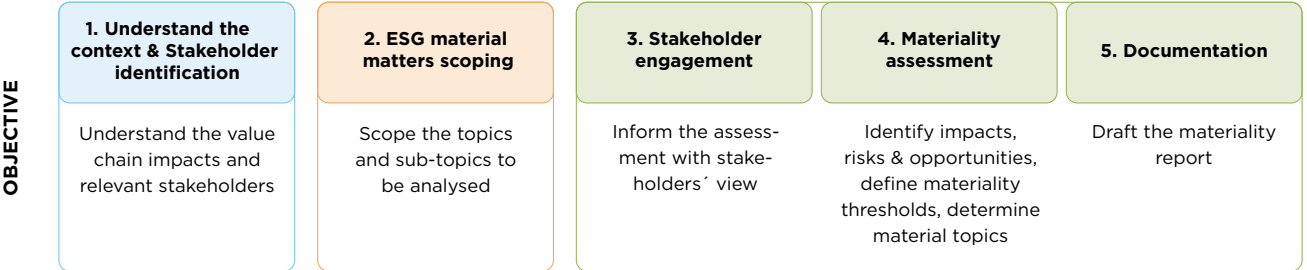 OBJECTIVE
1. Understand the
context & Stakeholder
identification
Understand the value
chain impacts and
relevant stakeholders
2. ESG material
matters scoping
Scope the topics
and sub-topics to
be analysed
3. Stakeholder
engagement
Inform the assess-
ment with stake-
holders´ view
4. Materiality
assessment
Identify impacts,
risks & opportunities,
define materiality
thresholds, determine
material topics
5. Documentation
Draft the materiality
report